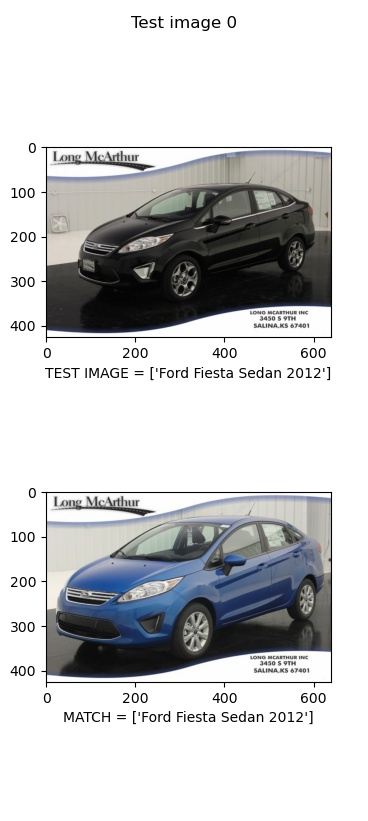 Test image 0
Long McArthur
0
100
200
300
400
LONG MCARTHUR INC
3450 S 9TH
SALINA,KS 67401
0 200 400 600
TEST IMAGE = ['Ford Fiesta Sedan 2012']
Long McArthur
0
100
200
300
400
LONG MCARTHUR INC
3450 S 9TH
SALINA,KS 67401
0 200 400 600
MATCH = ['Ford Fiesta Sedan 2012']